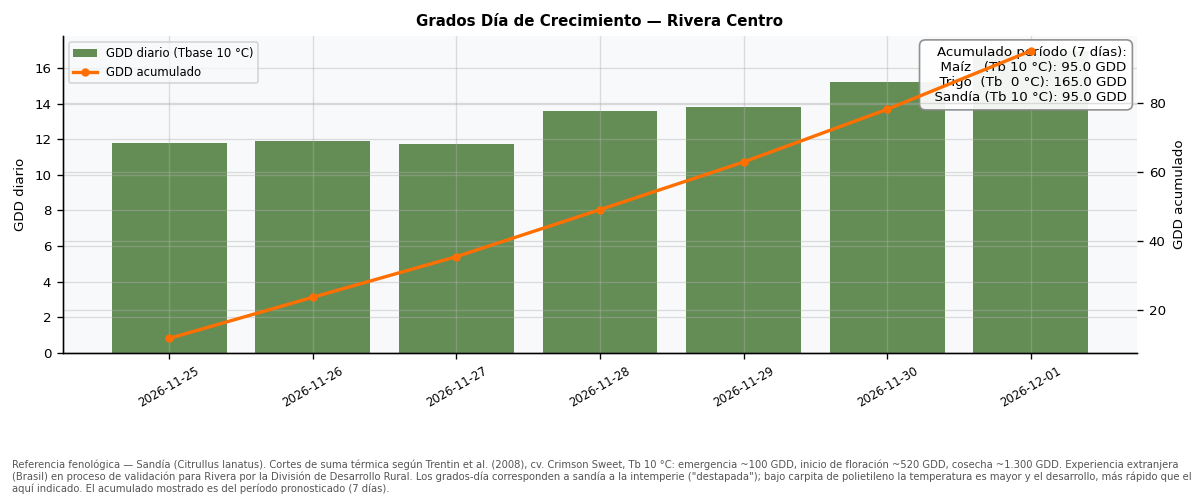 Grados Día de Crecimiento — Rivera Centro
GDD diario (Tbase 10 °C)
GDD acumulado
Acumulado período (7 días):
Maíz (Tb 10 °C): 95.0 GDD
Trigo (Tb 0 °C): 165.0 GDD
Sandía (Tb 10 °C): 95.0 GDD
GDD diario
16
14
12
10
8
6
4
2
0
80
60
40
20
GDD acumulado
2026-11-25
2026-11-26
2026-11-27
2026-11-28
2026-11-29
2026-11-30
2026-12-01
Referencia fenológica — Sandía (Citrullus lanatus). Cortes de suma térmica según Trentin et al. (2008), cv. Crimson Sweet, Tb 10 °C: emergencia ~100 GDD, inicio de floración ~520 GDD, cosecha ~1.300 GDD. Experiencia extranjera
(Brasil) en proceso de validación para Rivera por la División de Desarrollo Rural. Los grados-día corresponden a sandía a la intemperie ("destapada"); bajo carpita de polietileno la temperatura es mayor y el desarrollo, más rápido que el
aquí indicado. El acumulado mostrado es del período pronosticado (7 días).